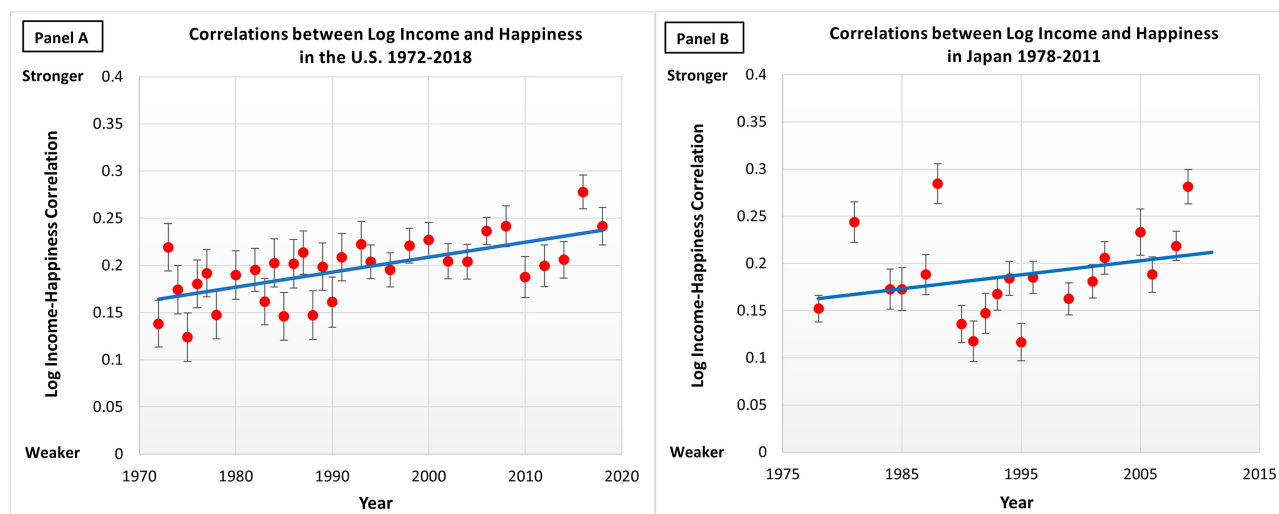 Panel A
Correlations between Log Income and Happiness
in the U.S. 1972-2018
Stronger
Log Income-Happiness Correlation
0.4
0.35
0.3
0.25
0.2
0.15
0.1
0.05
0
Weaker
1970
1980
1990
2000
2010
2020
Year
Panel B
Correlations between Log Income and Happiness
in Japan 1978-2011
Stronger
Log Income-Happiness Correlation
0.4
0.35
0.3
0.25
0.2
0.15
0.1
0.05
0
Weaker
1975
1985
1995
2005
2015
Year